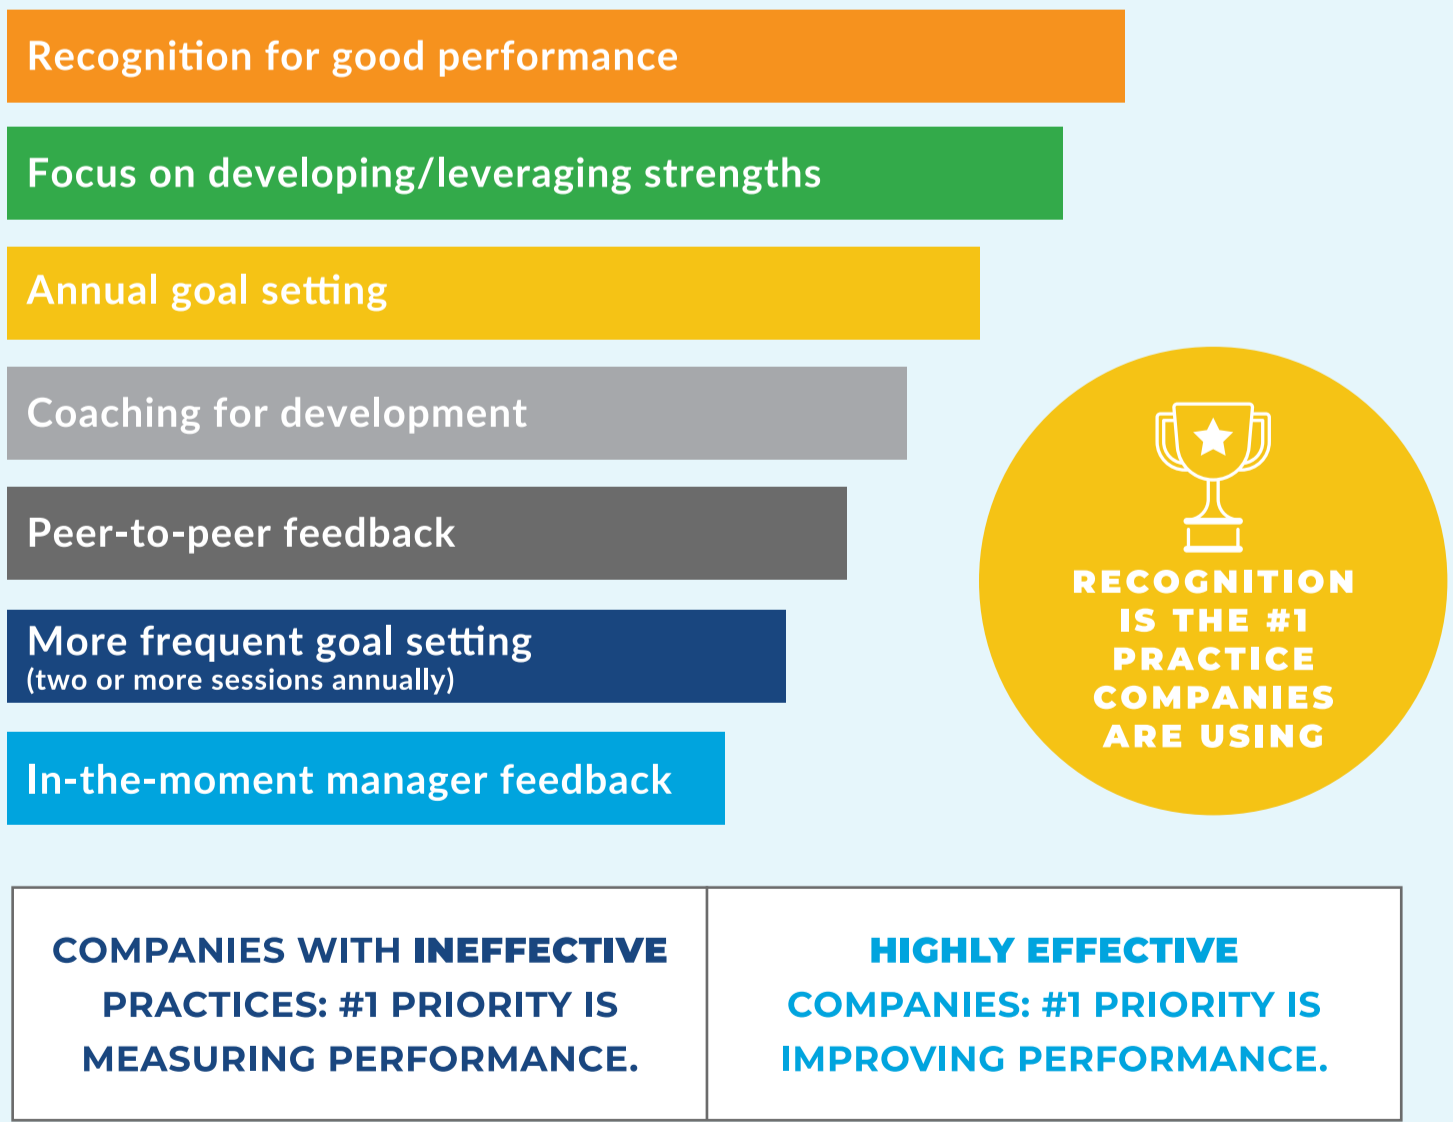 Recognition for good performance
Focus on developing/leveraging strengths
Annual goal setting
Coaching for development
Peer-to-peer feedback
More frequent goal setting
(two or more sessions annually)
In-the-moment manager feedback
RECOGNITION
IS THE #1
PRACTICE
COMPANIES
ARE USING
COMPANIES WITH INEFFECTIVE
PRACTICES: #1 PRIORITY IS
MEASURING PERFORMANCE.
HIGHLY EFFECTIVE
COMPANIES: #1 PRIORITY IS
IMPROVING PERFORMANCE.